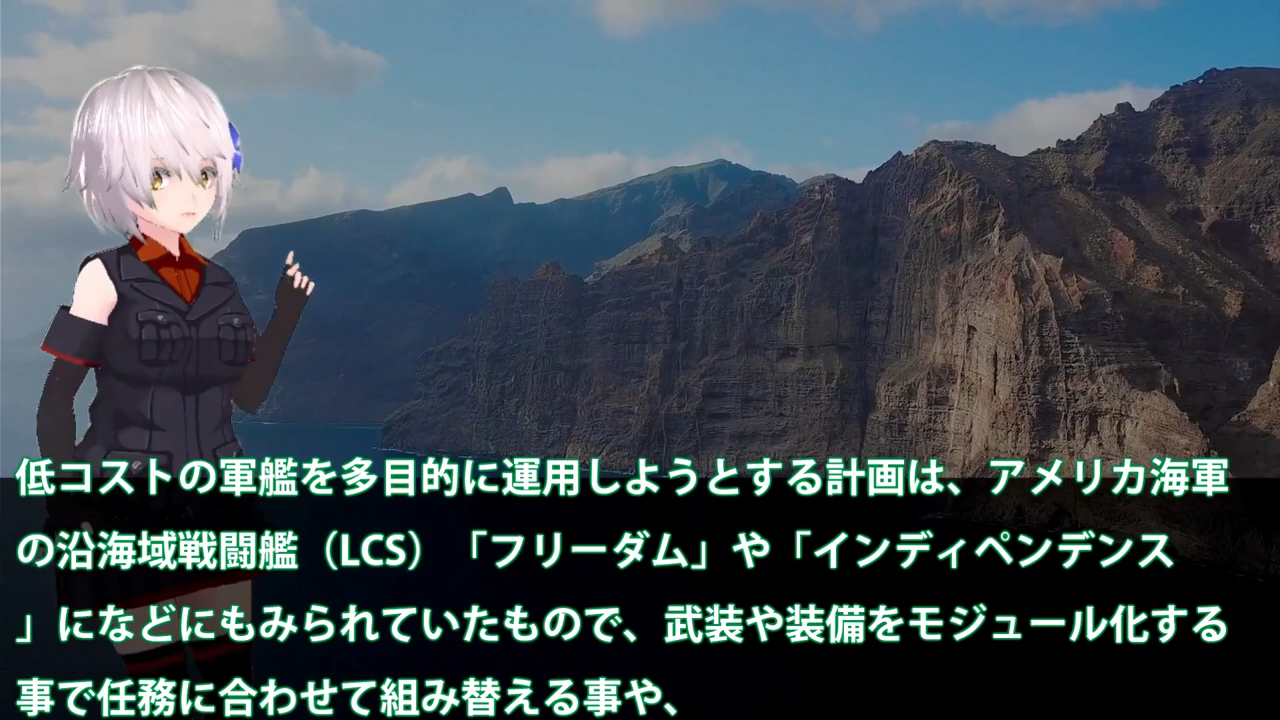 低コストの軍艦を多目的に運用しようとする計画は、アメリカ海軍
の沿海域戦闘艦（LCS）「フリーダム」や「インディペンデンス
」になどにもみられていたもので、武装や装備をモジュール化する
事で任務に合わせて組み替える事や、